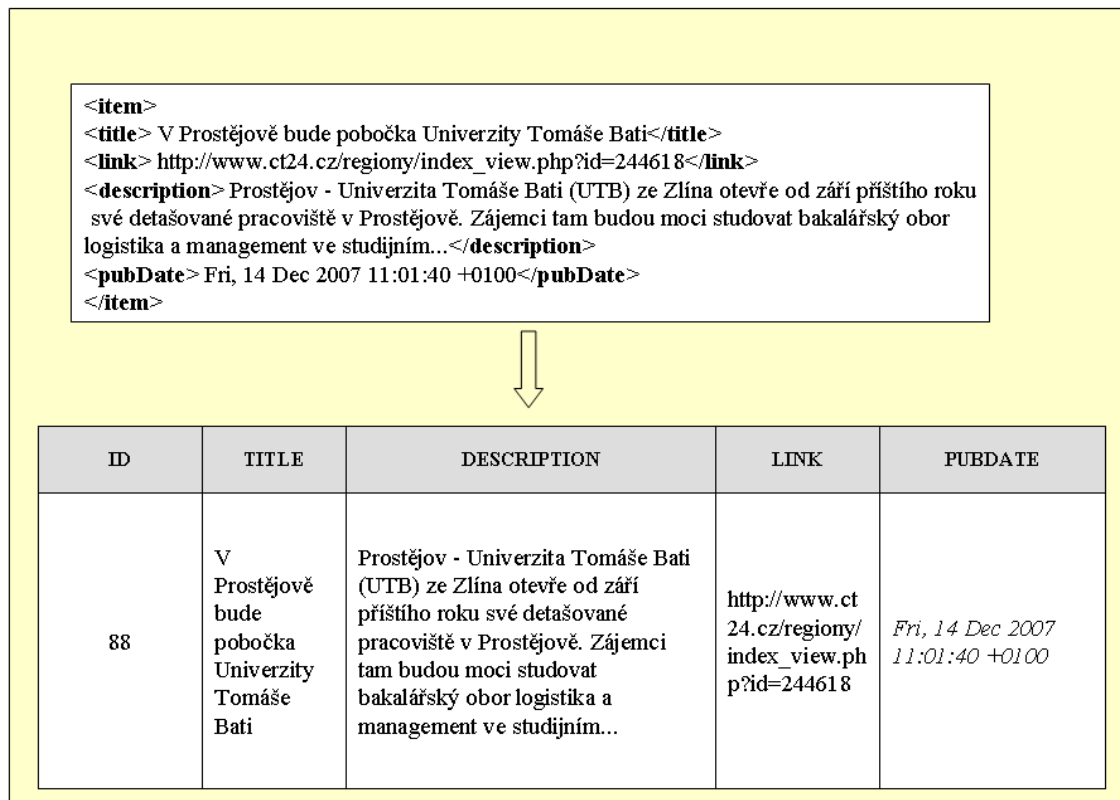 <item>
<title> V Prostějově bude pobočka Univerzity Tomáše Bati</title>
<link> http://www.ct24.cz/regiony/index_view.php?id=244618</link>
<description> Prostějov - Univerzita Tomáše Bati (UTB) ze Zlína otevře od září příštího roku
své detašované pracoviště v Prostějově. Zájemci tam budou moci studovat bakalářský obor
logistika a management ve studijním...</description>
<pubDate> Fri, 14 Dec 2007 11:01:40 +0100</pubDate>
</item>
ID TITLE DESCRIPTION LINK PUBDATE
88
V
Prostějově
bude
pobočka
Univerzity
Tomáše
Bati
Prostějov - Univerzita Tomáše Bati
(UTB) ze Zlína otevře od září
příštího roku své detašované
pracoviště v Prostějově. Zájemci
tam budou moci studovat
bakalářský obor logistika a
management ve studijním...
http://www.ct
24.cz/regiony/
index_view.ph
p?id=244618
Fri, 14 Dec 2007
11:01:40 +0100